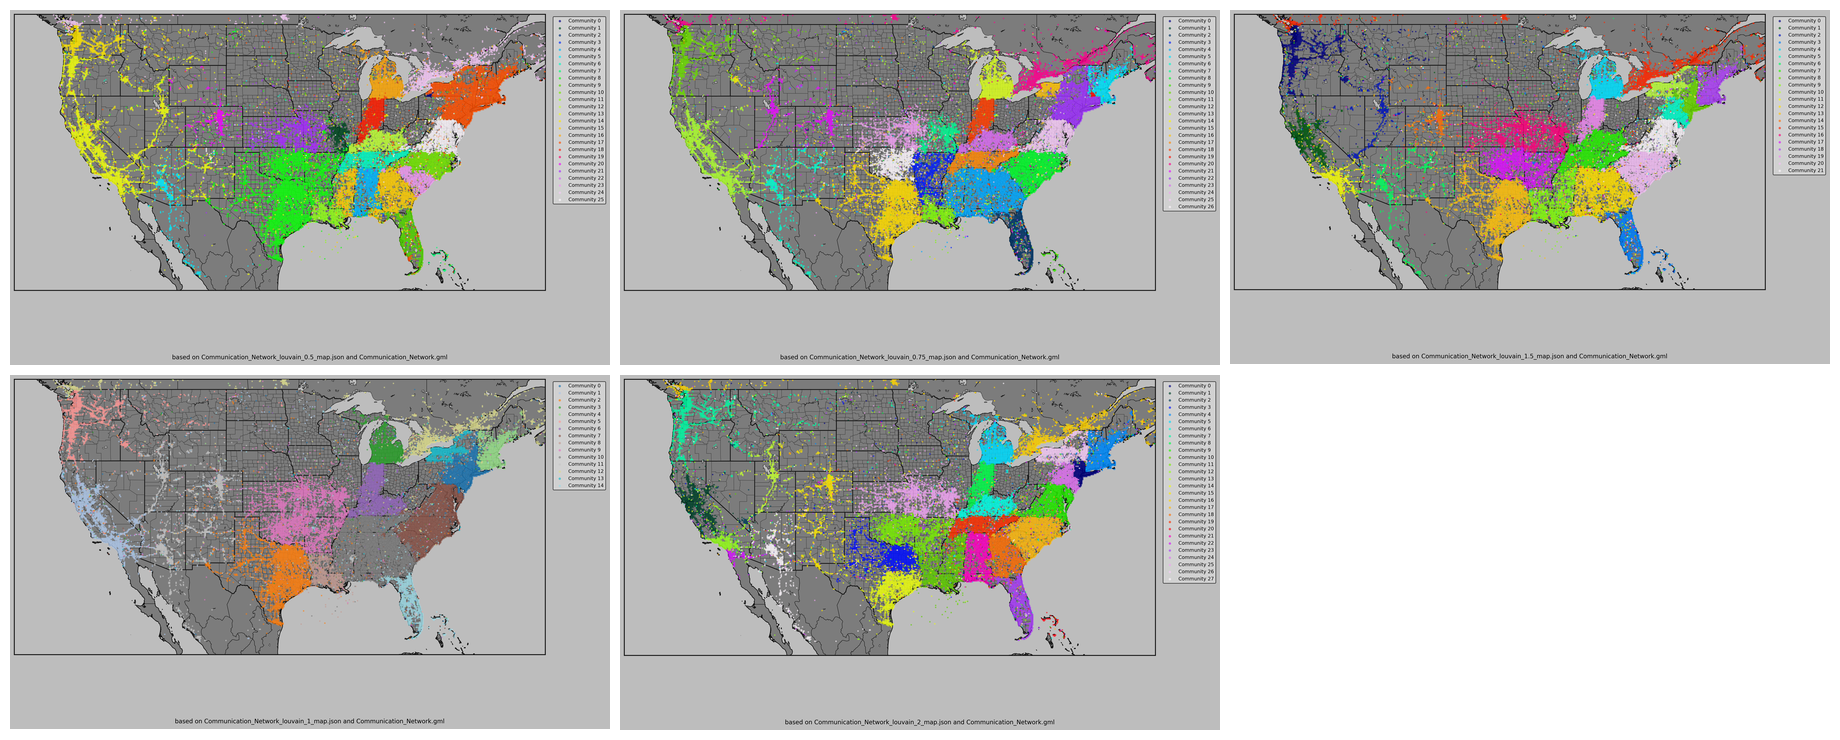 Community 0
Community 1
Community 2
Community 3
Community 4
Community 5
Community 6
Community 7
Community 8
Community 9
Community 10
Community 11
Community 12
Community 13
Community 14
Community 15
Community 16
Community 17
Community 18
Community 19
Community 20
Community 21
Community 22
Community 23
Community 24
Community 25
based on Communication_Network_louvain_0.5_map.json and Communication_Network.gml
Community 0
Community 1
Community 2
Community 3
Community 4
Community 5
Community 6
Community 7
Community 8
Community 9
Community 10
Community 11
Community 12
Community 13
Community 14
Community 15
Community 16
Community 17
Community 18
Community 19
Community 20
Community 21
Community 22
Community 23
Community 24
Community 25
Community 26
based on Communication_Network_louvain_0.75_map.json and Communication_Network.gml
Community 0
Community 1
Community 2
Community 3
Community 4
Community 5
Community 6
Community 7
Community 8
Community 9
Community 10
Community 11
Community 12
Community 13
Community 14
Community 15
Community 16
Community 17
Community 18
Community 19
Community 20
Community 21
based on Communication_Network_louvain_1.5_map.json and Communication_Network.gml
Community 0
Community 1
Community 2
Community 3
Community 4
Community 5
Community 6
Community 7
Community 8
Community 9
Community 10
Community 11
Community 12
Community 13
Community 14
based on Communication_Network_louvain_1_map.json and Communication_Network.gml
Community 0
Community 1
Community 2
Community 3
Community 4
Community 5
Community 6
Community 7
Community 8
Community 9
Community 10
Community 11
Community 12
Community 13
Community 14
Community 15
Community 16
Community 17
Community 18
Community 19
Community 20
Community 21
Community 22
Community 23
Community 24
Community 25
Community 26
Community 27
based on Communication_Network_louvain_2_map.json and Communication_Network.gml